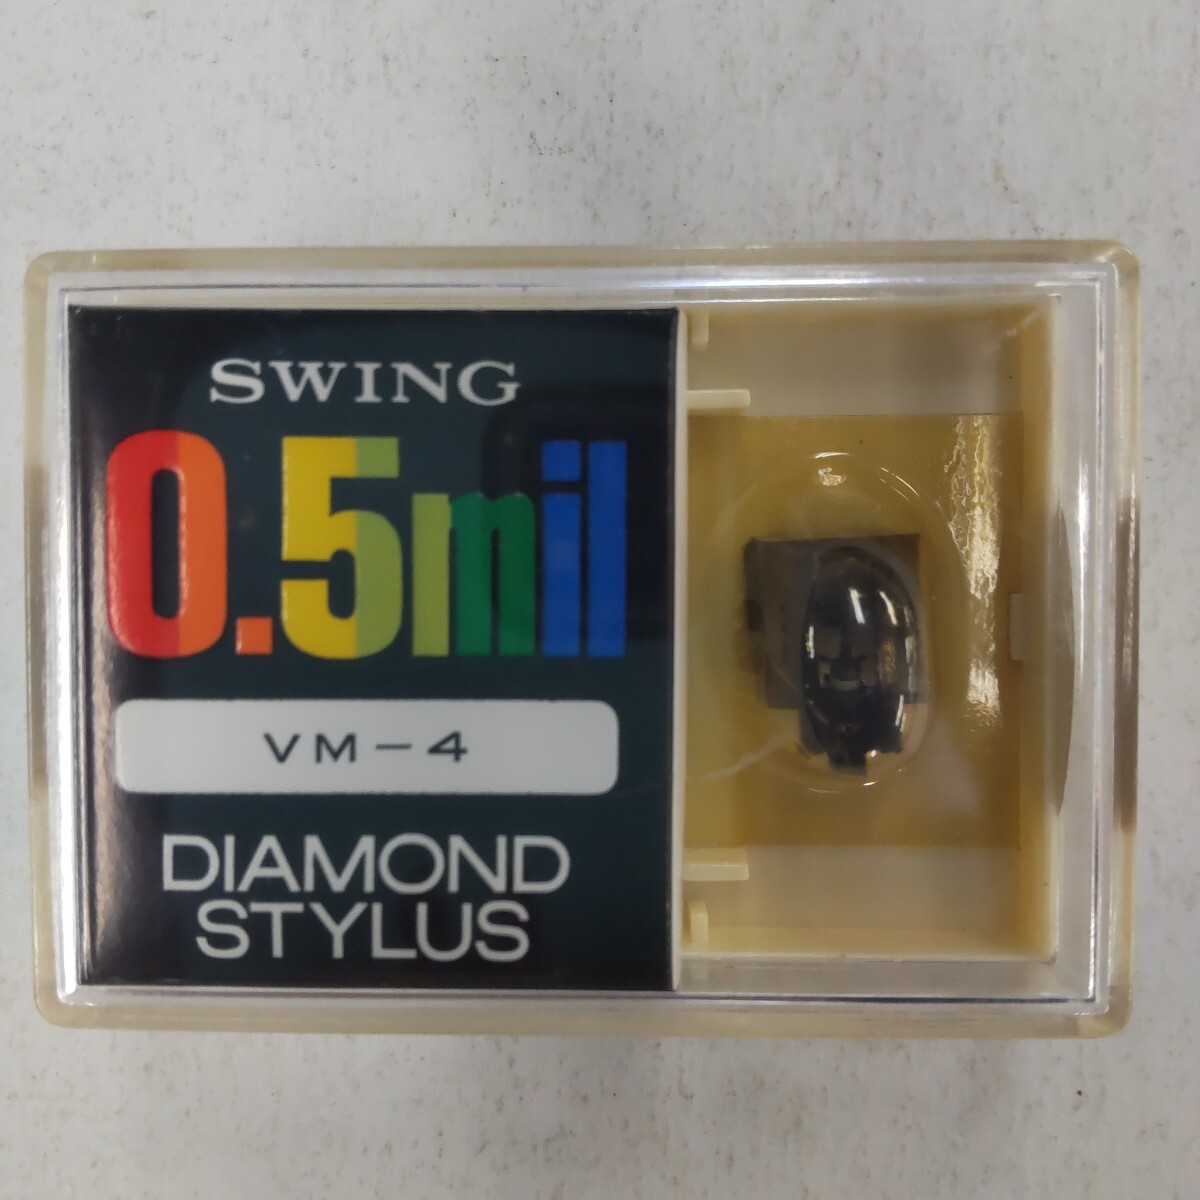 SWING
0.5mil
VM-4
DIAMOND
STYLUS